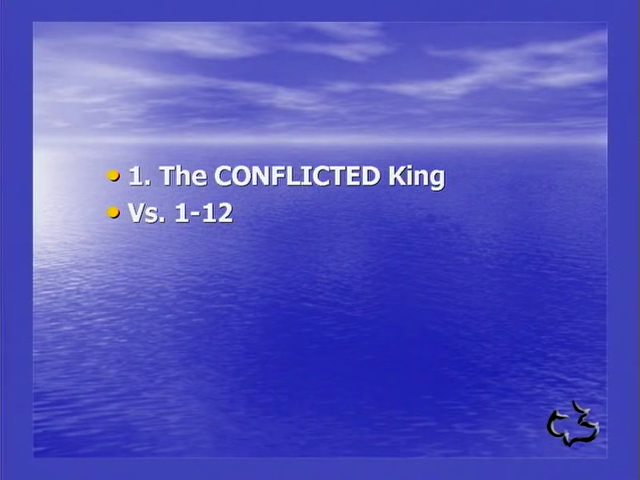 • 1. The CONFLICTED King
• Vs. 1-12